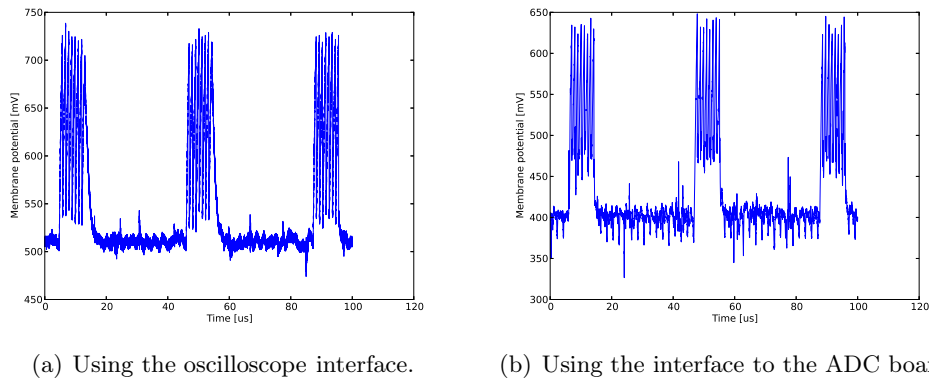 750
700
650
600
550
500
450
Membrane potential [mV]
0 20 40 60 80 100 120
Time [us]
(a) Using the oscilloscope interface.
650
600
550
500
450
400
350
300
Membrane potential [mV]
0 20 40 60 80 100 120
Time [us]
(b) Using the interface to the ADC